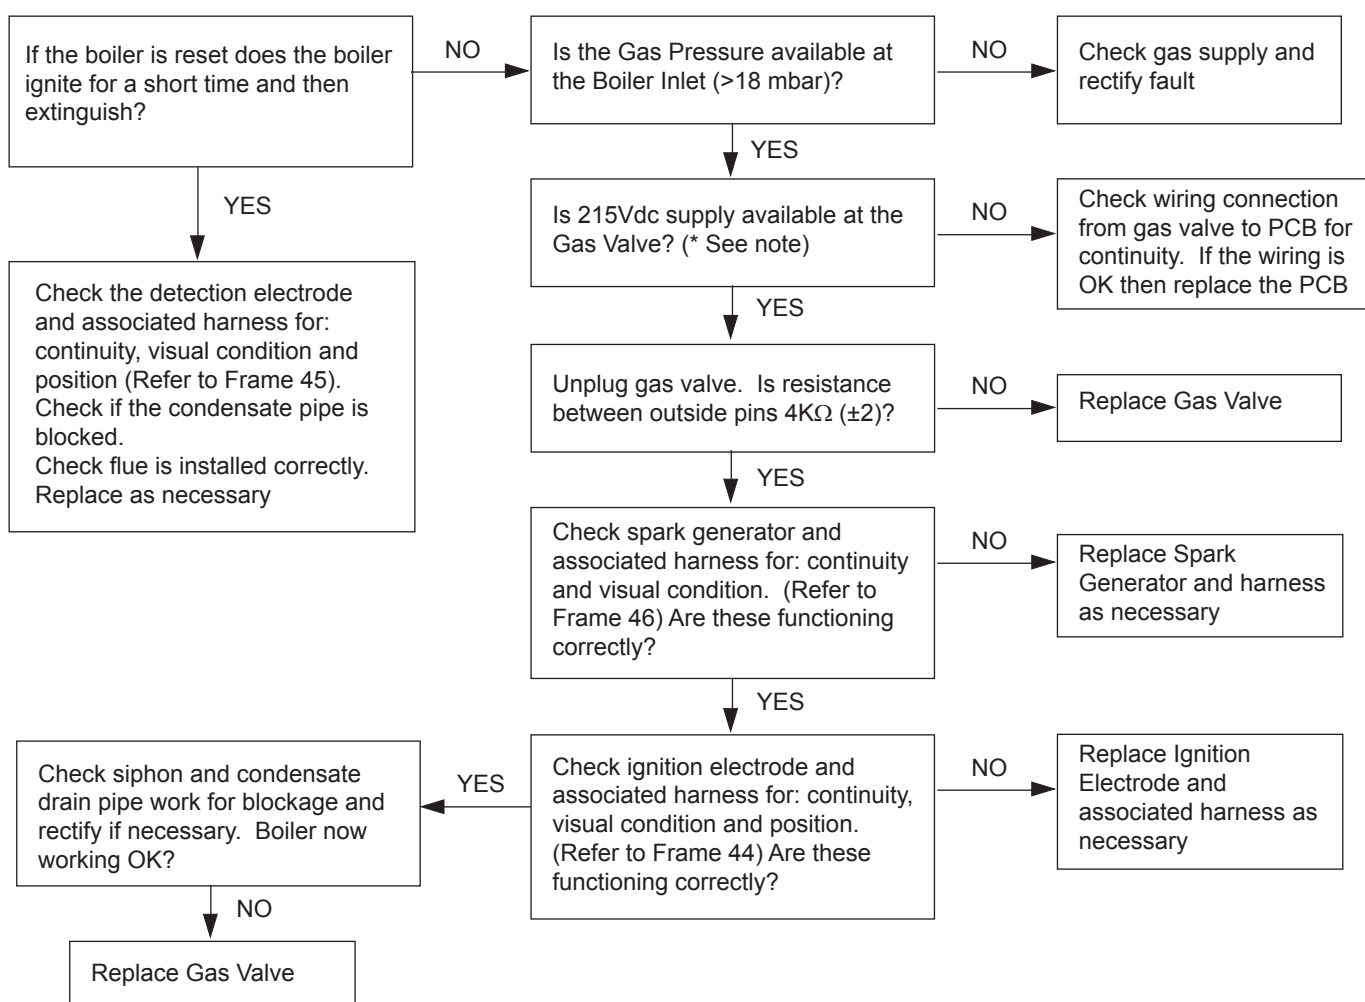 If the boiler is reset does the boiler
ignite for a short time and then
extinguish?
NO
Is the Gas Pressure available at
the Boiler Inlet (>18 mbar)?
NO
Check gas supply and
rectify fault
YES
YES
Is 215Vdc supply available at the
Gas Valve? (* See note)
NO
Check wiring connection
from gas valve to PCB for
continuity.  If the wiring is
OK then replace the PCB
Check the detection electrode
and associated harness for:
continuity, visual condition and
position (Refer to Frame 45).
Check if the condensate pipe is
blocked.
Check flue is installed correctly.
Replace as necessary
YES
Unplug gas valve.  Is resistance
between outside pins 4KΩ (±2)?
NO
Replace Gas Valve
YES
Check spark generator and
associated harness for: continuity
and visual condition.  (Refer to
Frame 46) Are these functioning
correctly?
NO
Replace Spark
Generator and harness
as necessary
YES
Check ignition electrode and
associated harness for: continuity,
visual condition and position.
(Refer to Frame 44) Are these
functioning correctly?
NO
Replace Ignition
Electrode and
associated harness as
necessary
YES
Check siphon and condensate
drain pipe work for blockage and
rectify if necessary.  Boiler now
working OK?
NO
Replace Gas Valve